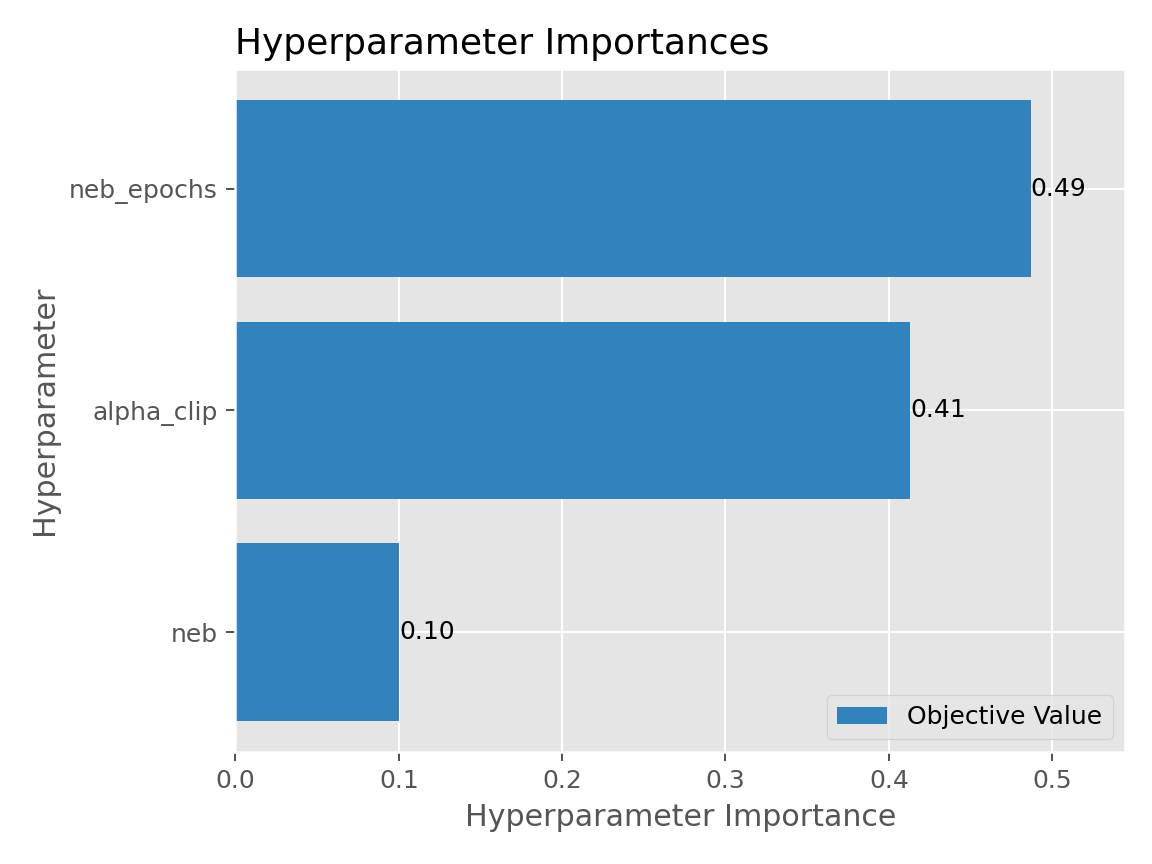 Hyperparameter Importances
neb_epochs
0.49
alpha_clip
0.41
neb
0.10
Hyperparameter
Objective Value
0.0 0.1 0.2 0.3 0.4 0.5
Hyperparameter Importance